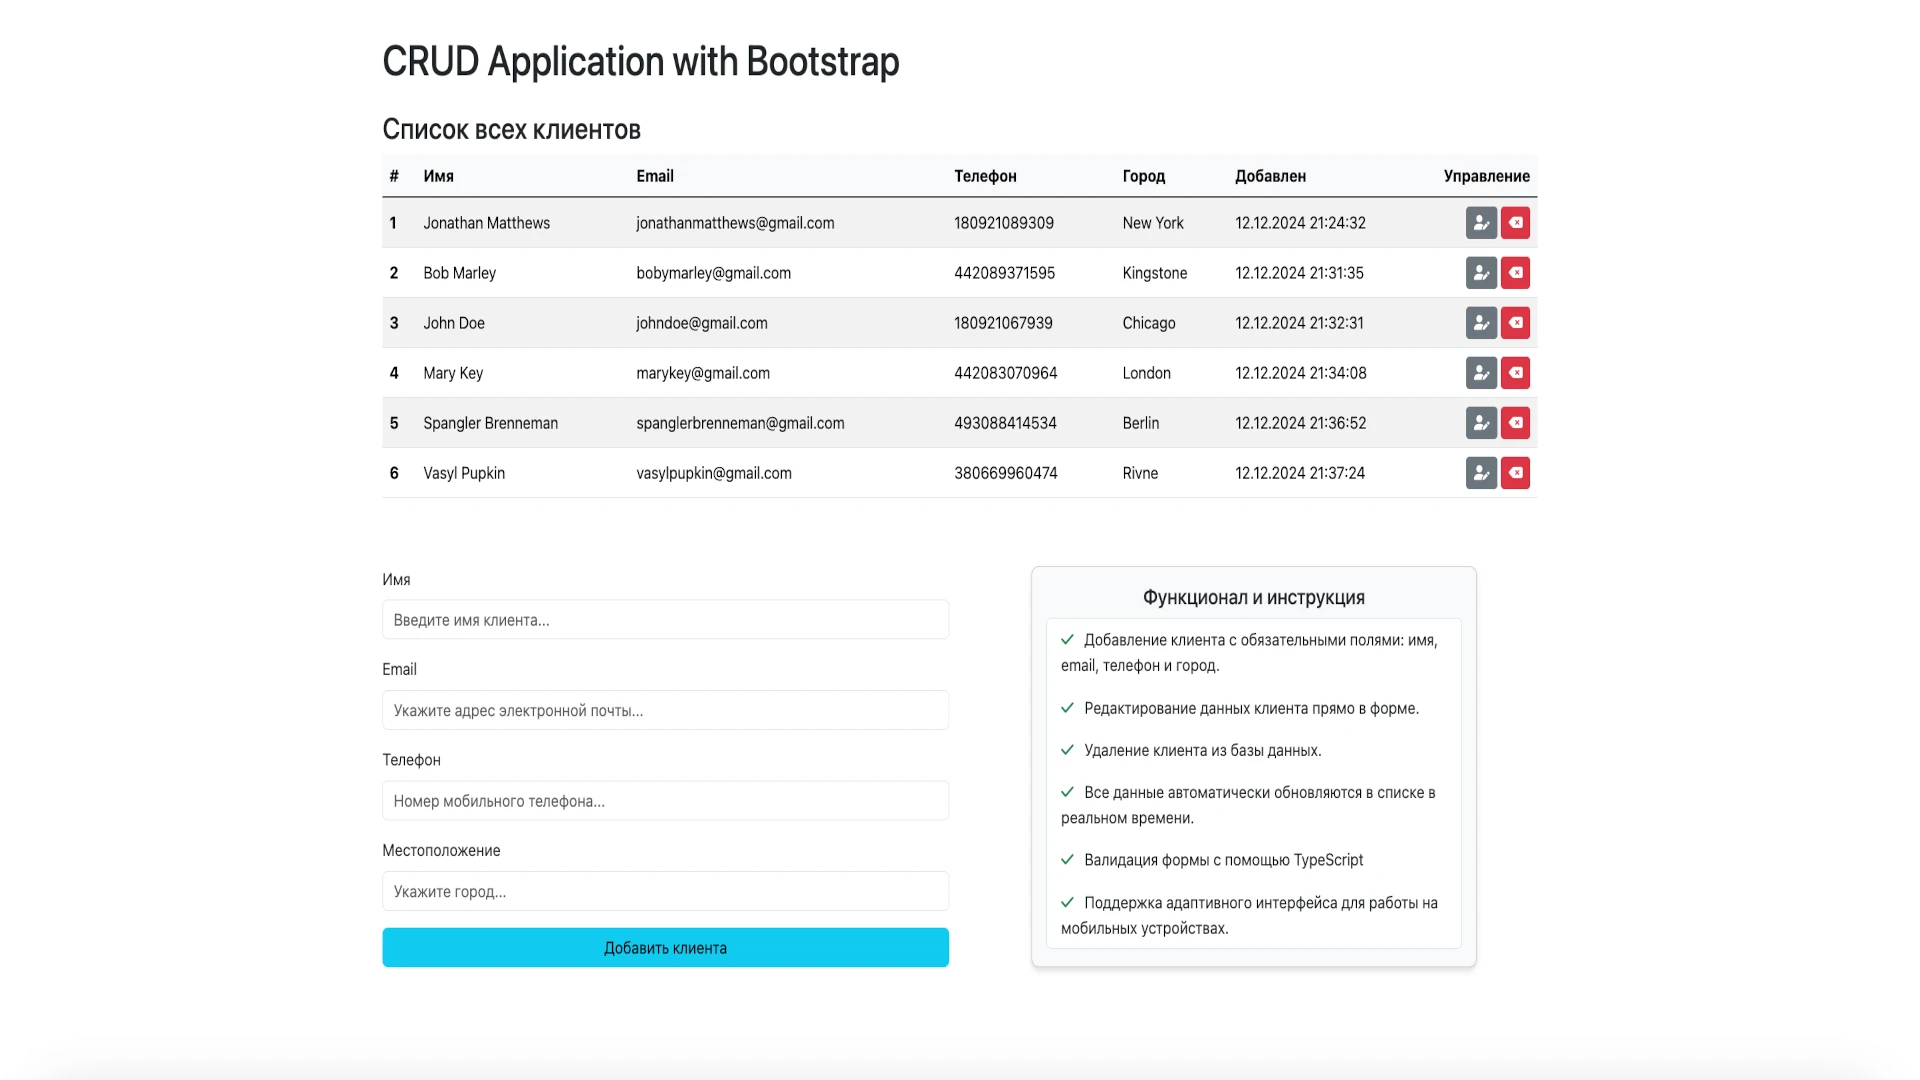 CRUD Application with Bootstrap
Список всех клиентов
# Имя Email Телефон Город Добавлен Управление
1 Jonathan Matthews jonathanmatthews@gmail.com 180921089309 New York 12.12.2024 21:24:32
2 Bob Marley bobymarley@gmail.com 442089371595 Kingstone 12.12.2024 21:31:35
3 John Doe johndoe@gmail.com 180921067939 Chicago 12.12.2024 21:32:31
4 Mary Key marykey@gmail.com 442083070964 London 12.12.2024 21:34:08
5 Spangler Brenneman spanglerbrenneman@gmail.com 493088414534 Berlin 12.12.2024 21:36:52
6 Vasyl Pupkin vasylpupkin@gmail.com 380669960474 Rivne 12.12.2024 21:37:24
Имя
Введите имя клиента...
Email
Укажите адрес электронной почты...
Телефон
Номер мобильного телефона...
Местоположение
Укажите город...
Добавить клиента
Функционал и инструкция
Добавление клиента с обязательными полями: имя,
email, телефон и город.
Редактирование данных клиента прямо в форме.
Удаление клиента из базы данных.
Все данные автоматически обновляются в списке в
реальном времени.
Валидация формы с помощью TypeScript
Поддержка адаптивного интерфейса для работы на
мобильных устройствах.